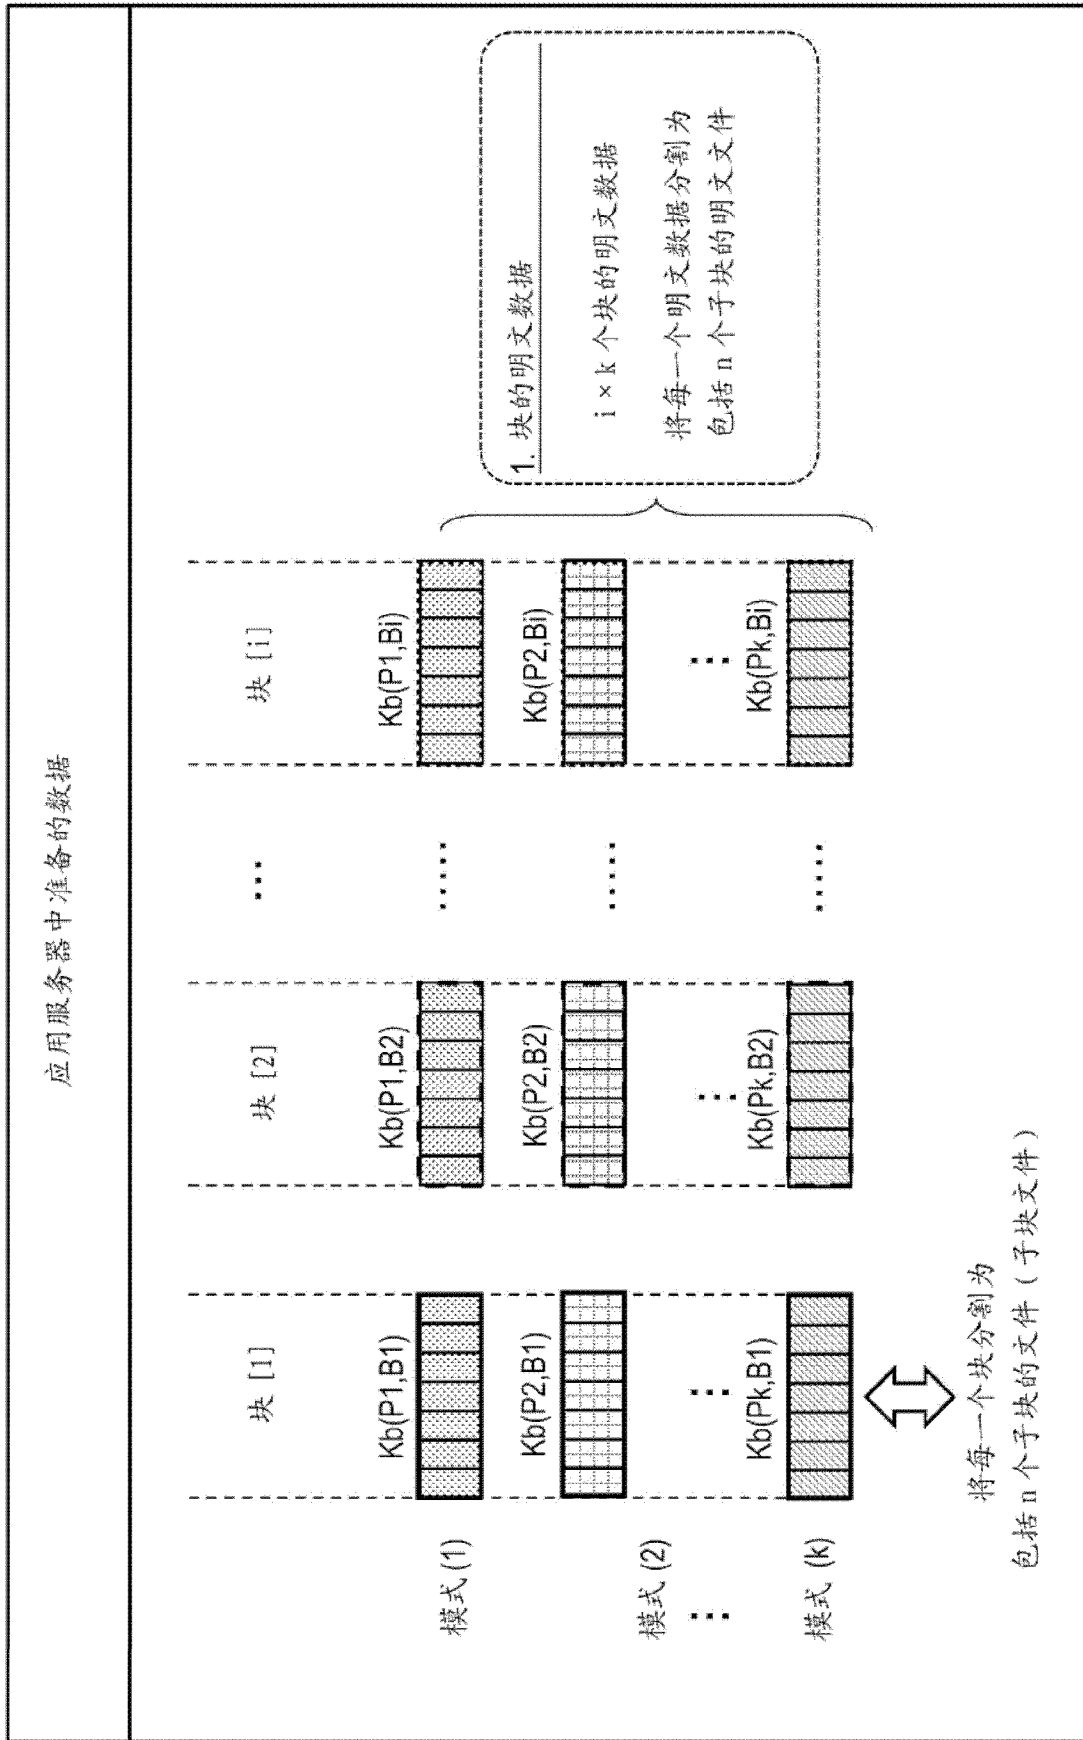 应用服务器中准备的数据
块 [1]
块 [2]
...
块 [i]
模式 (1)
Kb(P1,B1)
Kb(P1,B2)
......
Kb(P1,Bi)
模式 (2)
Kb(P2,B1)
Kb(P2,B2)
......
Kb(P2,Bi)
...
...
...
...
模式 (k)
Kb(Pk,B1)
Kb(Pk,B2)
......
Kb(Pk,Bi)
将每一个块分割为
包括 n 个子块的文件 (子块文件)
1. 块的明文数据
i × k 个块的明文数据
将每一个明文数据分割为
包括 n 个子块的明文文件